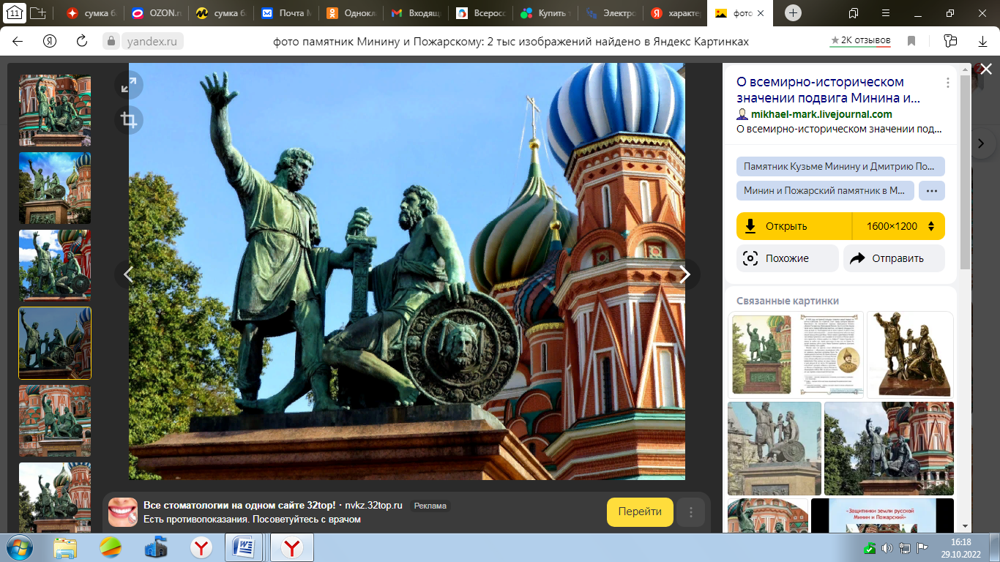 11
сумка б
OZON.r
сумка б
Почта М
Однокл
Входящ
Всерос
Купить т
Электро
характер
фото
yandex.ru
фото памятник Минину и Пожарскому: 2 тыс изображений найдено в Яндекс Картинках
2К отзывов
О всемирно-историческом
значении подвига Минина и...
mikhael-mark.livejournal.com
О всемирно-историческом значении под...
Памятник Кузьме Минину и Дмитрию По...
Минин и Пожарский памятник в М...
Открыть
1600×1200
Похожие
Отправить
Связанные картинки
«Защитники земли русской
Минин и Пожарский»
Все стоматологии на одном сайте 32top! · nvkz.32top.ru Реклама
Есть противопоказания. Посоветуйтесь с врачом
Перейти
16:18
29.10.2022